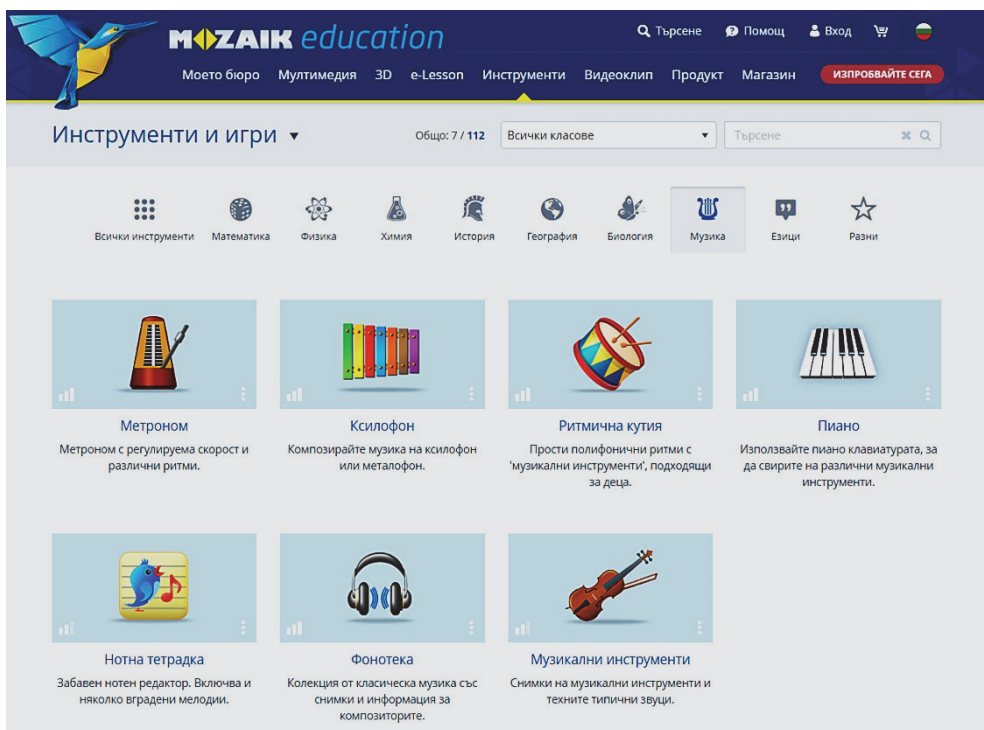 MOZAIK education
Търсене Помощ Вход
Моето бюро Мултимедия 3D e-Lesson Инструменти Видеоклип Продукт Магазин ИЗПРОБВАЙТЕ СЕГА
Инструменти и игри Общо: 7 / 112 Всички класове Търсене
Всички инструменти Математика Физика Химия История География Биология Музика Езици Разни
Метроном
Метроном с регулируема скорост и
различни ритми.
Ксилофон
Композирайте музика на ксилофон
или металофон.
Ритмична кутия
Прости полифонични ритми с
'музикални инструменти', подходящи
за деца.
Пиано
Използвайте пиано клавиатурата, за
да свирите на различни музикални
инструменти.
Нотна тетрадка
Забавен нотен редактор. Включва и
няколко вградени мелодии.
Фонотека
Колекция от класическа музика със
снимки и информация за
композиторите.
Музикални инструменти
Снимки на музикални инструменти и
техните типични звуци.